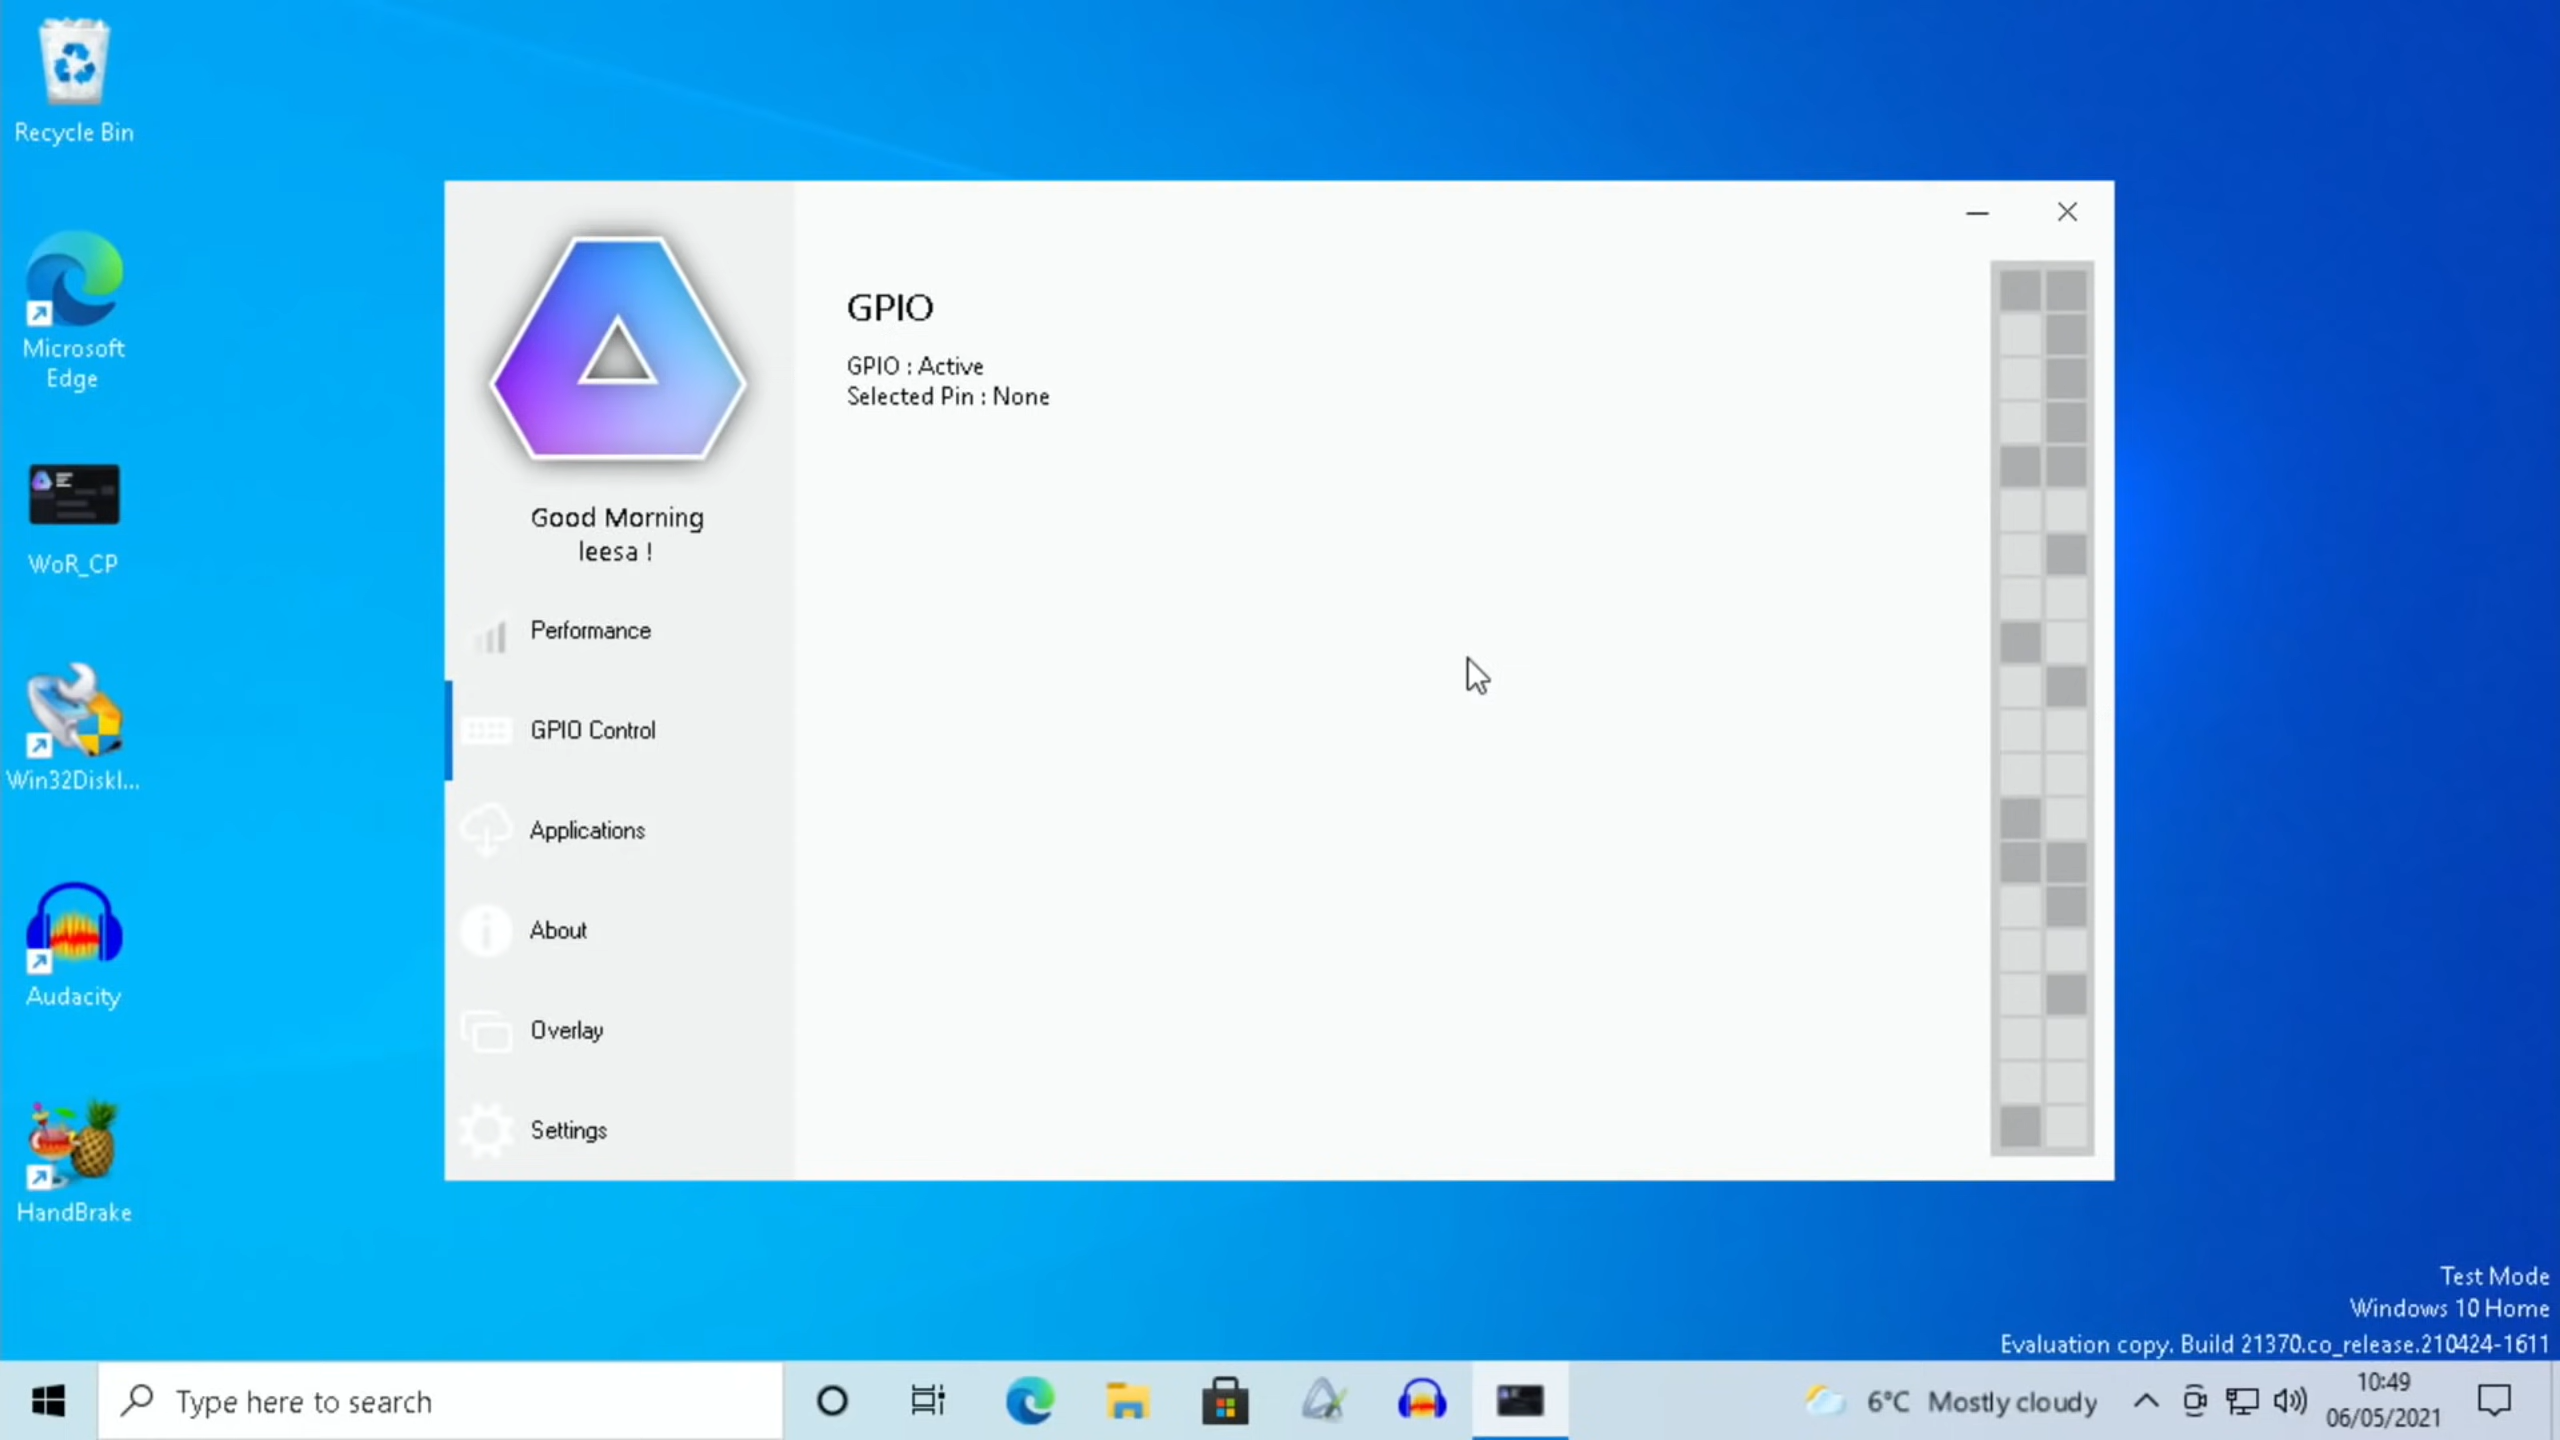 Recycle Bin
Microsoft
Edge
WoR_CP
Win32DiskI...
Audacity
HandBrake
Good Morning
leesa !
Performance
GPIO Control
Applications
About
Overlay
Settings
GPIO
GPIO : Active
Selected Pin : None
Test Mode
Windows 10 Home
Evaluation copy. Build 21370.co_release.210424-1611
Type here to search
6°C Mostly cloudy
10:49
06/05/2021